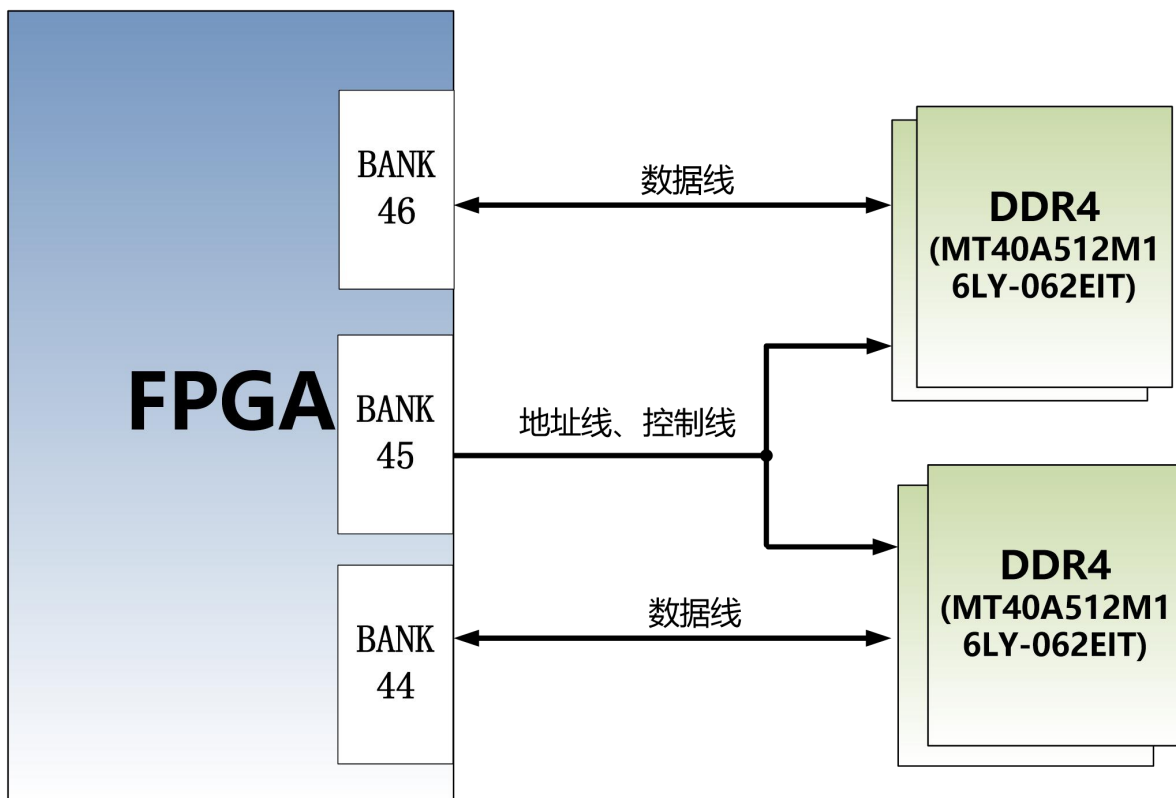 FPGA
BANK
46
数据线
DDR4
(MT40A512M1
6LY-062EIT)
BANK
45
地址线、控制线
BANK
44
数据线
DDR4
(MT40A512M1
6LY-062EIT)